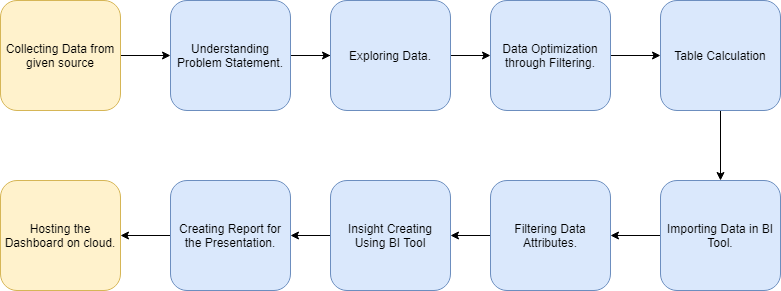 Collecting Data from
given source
Understanding
Problem Statement.
Exploring Data.
Data Optimization
through Filtering.
Table Calculation
Importing Data in BI
Tool.
Filtering Data
Attributes.
Insight Creating
Using BI Tool
Creating Report for
the Presentation.
Hosting the
Dashboard on cloud.